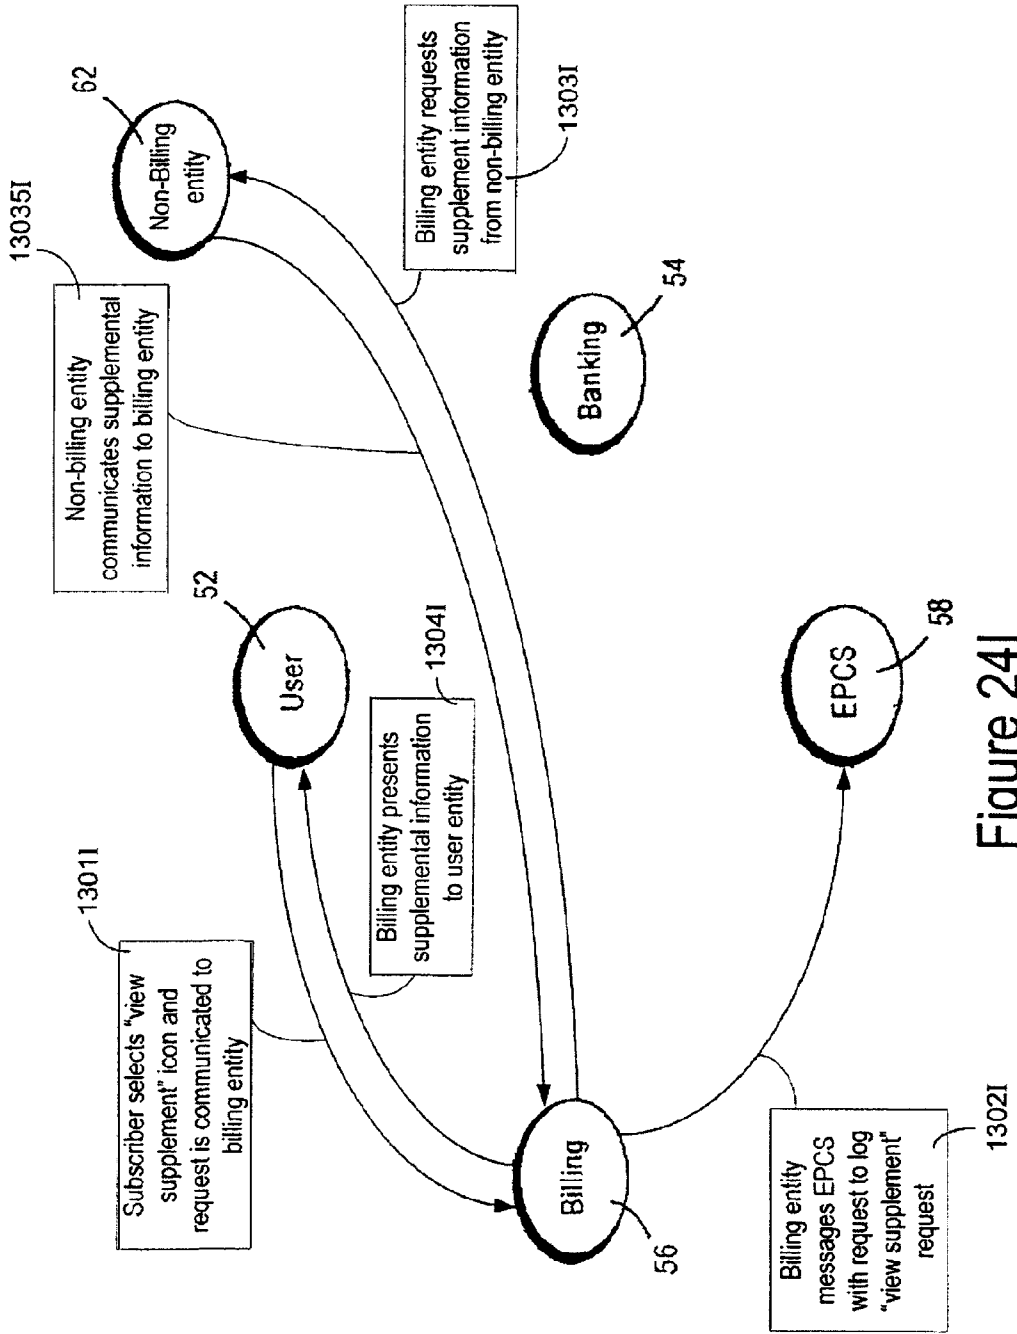 1301I
Subscriber selects "view
supplement" icon and
request is communicated to
billing entity
52
User
13035I
Non-billing entity
communicates supplemental
information to billing entity
62
Non-Billing
entity
1304I
Billing entity presents
supplemental information
to user entity
Billing entity requests
supplement information
from non-billing entity
1303I
Billing
56
Banking
54
Billing entity
messages EPCS
with request to log
"view supplement"
request
1302I
EPCS
58
Figure 24I